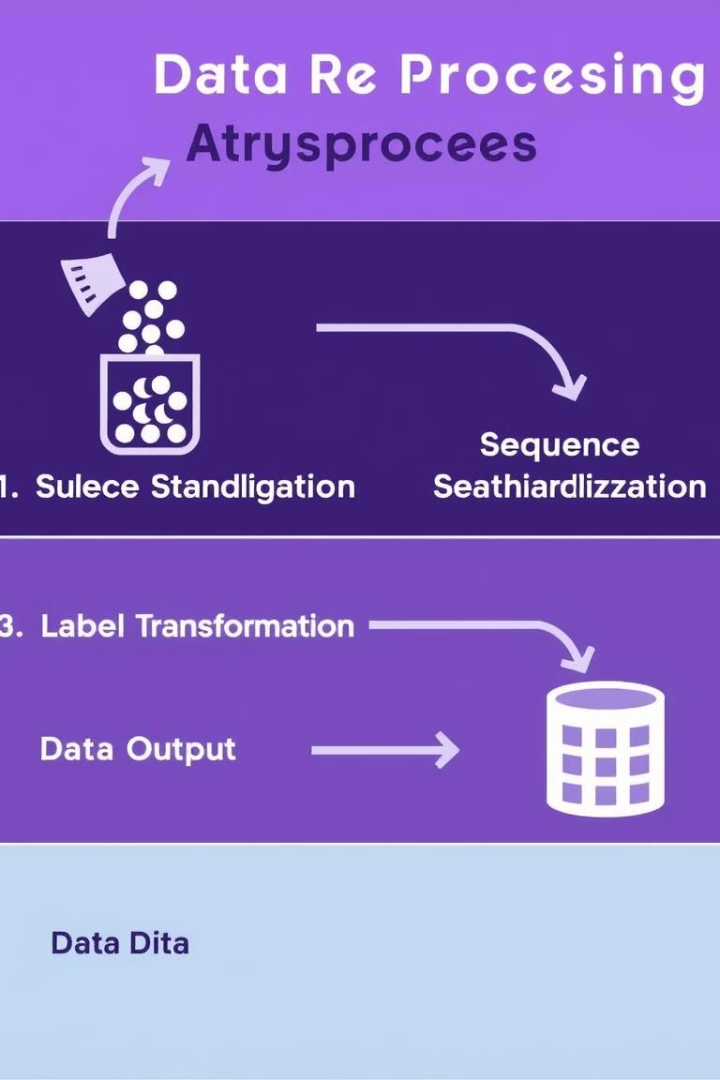 Data Re Procesing
Atrysprocees
1. Sulece Standligation
Sequence
Seathiardlizzation
3. Label Transformation
Data Output
Data Dita